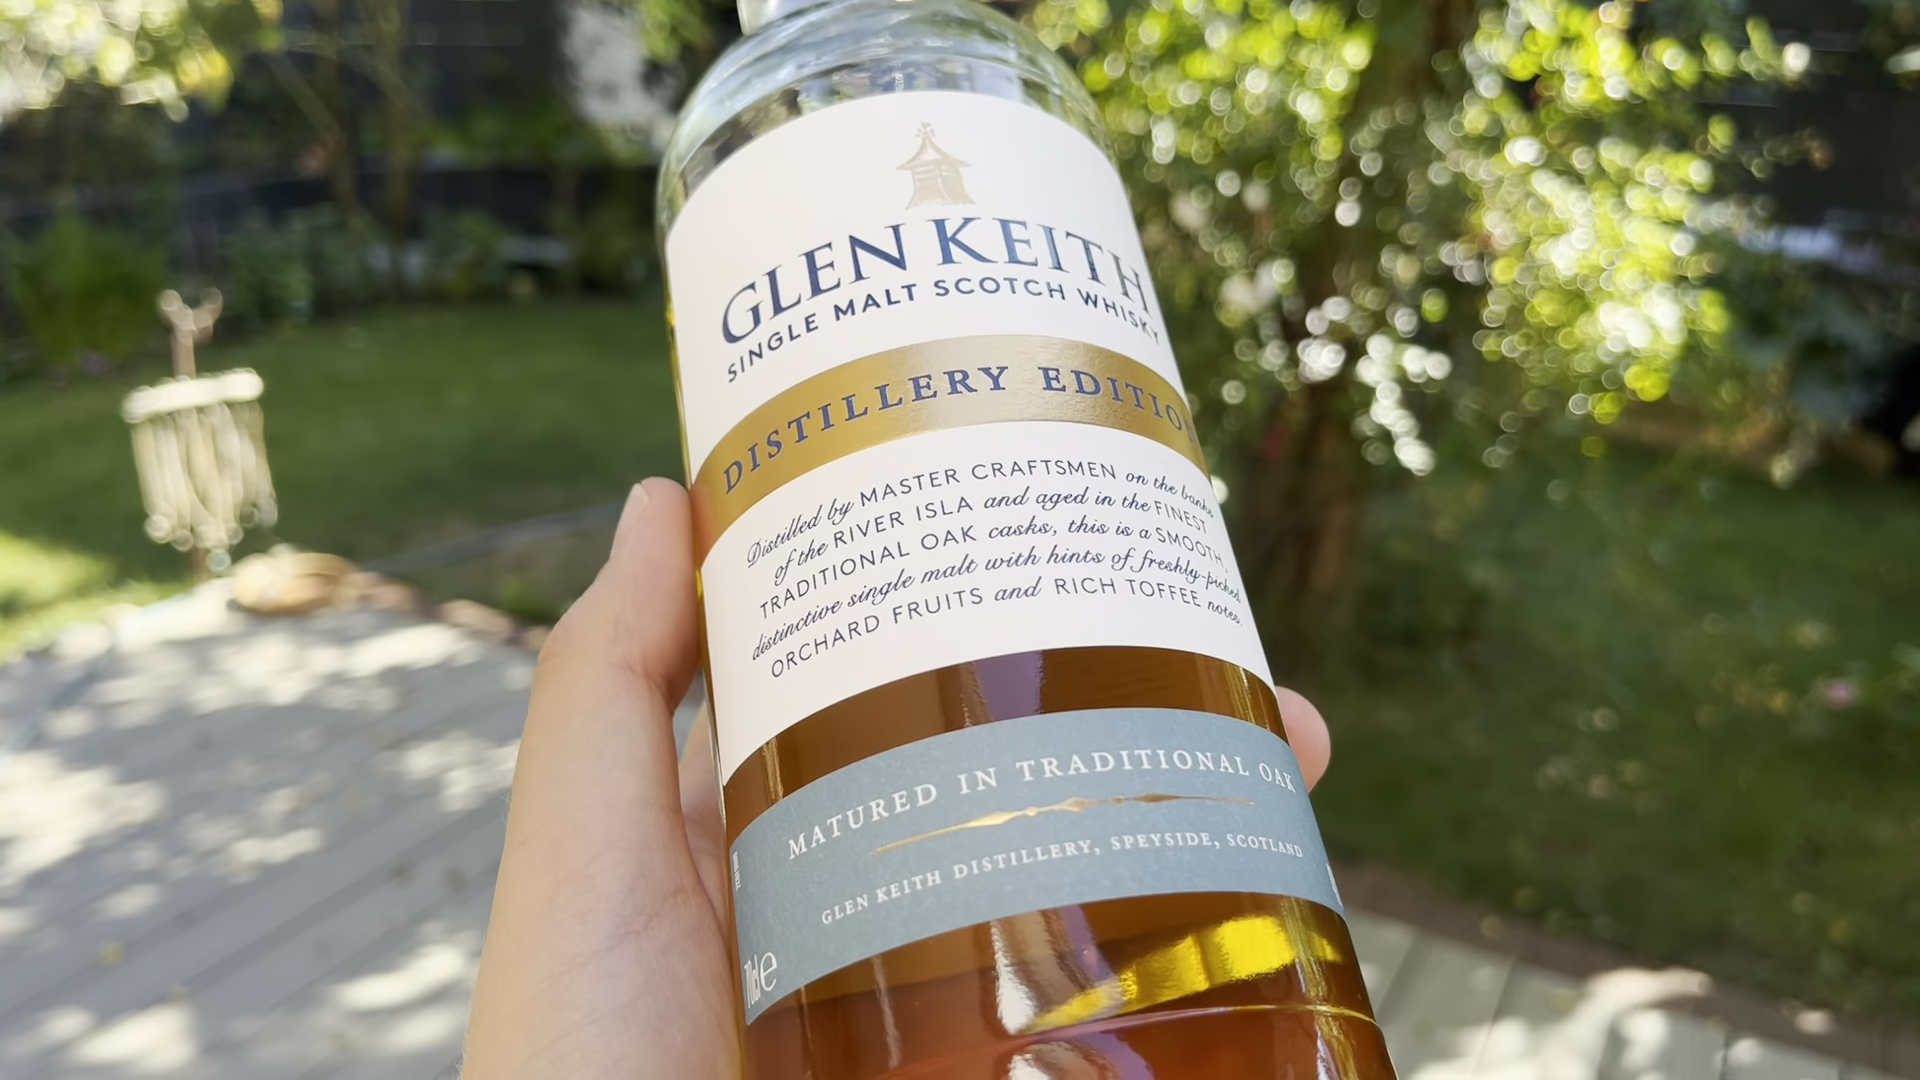 GLEN KEITH
SINGLE MALT SCOTCH WHISKY
DISTILLERY EDITION
Distilled by MASTER CRAFTSMEN on the banks
of the RIVER ISLA and aged in the FINEST
TRADITIONAL OAK casks, this is a SMOOTH,
distinctive single malt with hints of freshly-picked
ORCHARD FRUITS and RICH TOFFEE notes.
MATURED IN TRADITIONAL OAK
GLEN KEITH DISTILLERY, SPEYSIDE, SCOTLAND
70cl e